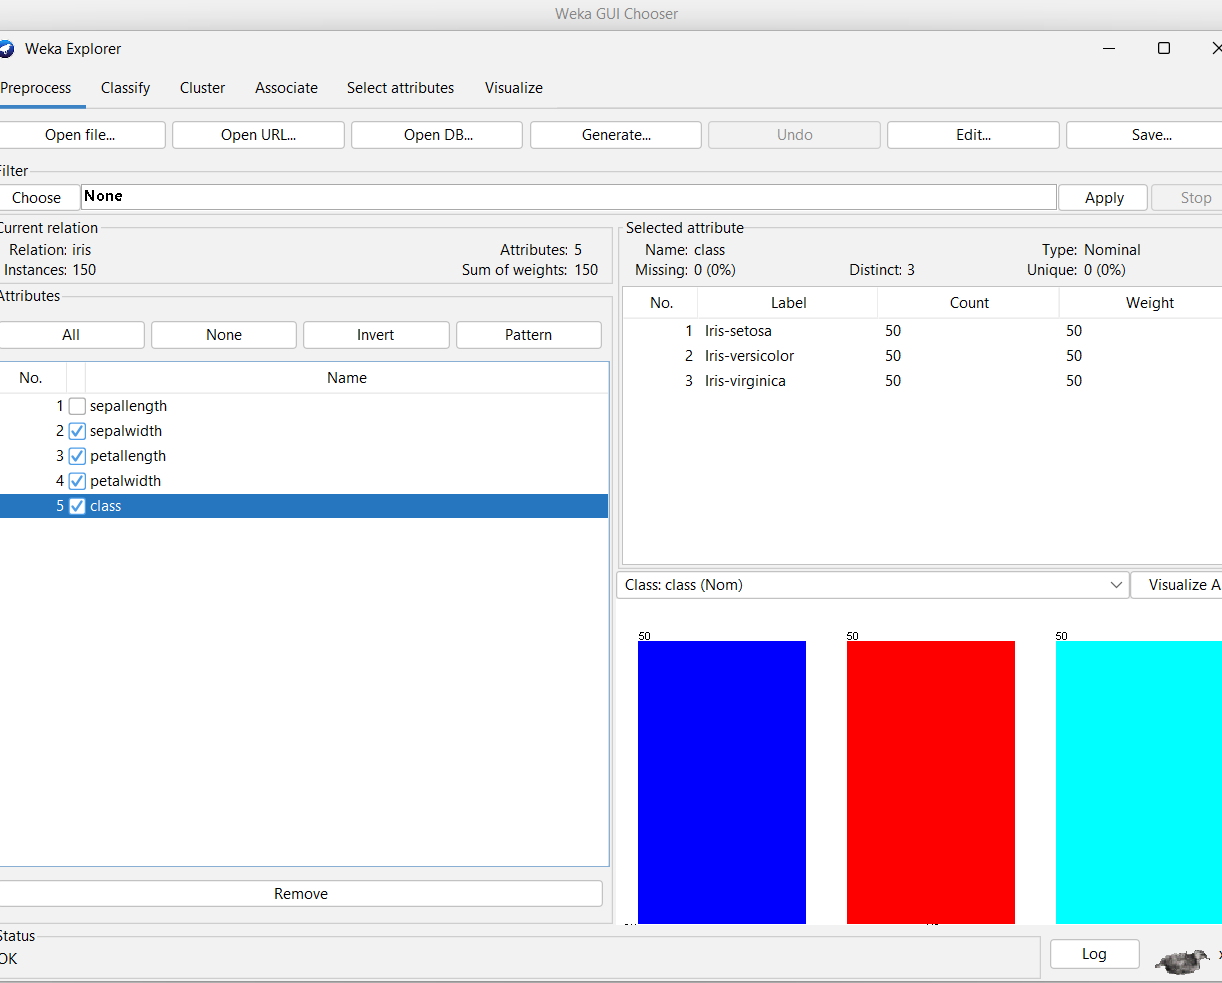 Weka GUI Chooser
Weka Explorer
Preprocess Classify Cluster Associate Select attributes Visualize
Open file... Open URL... Open DB... Generate... Undo Edit... Save...
Filter
Choose None Apply Stop
Current relation
Relation: iris Attributes: 5
Instances: 150 Sum of weights: 150
Attributes
All None Invert Pattern
No. Name
1 sepallength
2 sepalwidth
3 petallength
4 petalwidth
5 class
Remove
Selected attribute
Name: class Type: Nominal
Missing: 0 (0%) Distinct: 3 Unique: 0 (0%)
No. Label Count Weight
1 Iris-setosa 50 50
2 Iris-versicolor 50 50
3 Iris-virginica 50 50
Class: class (Nom) Visualize A
50 50 50
Status
OK
Log x